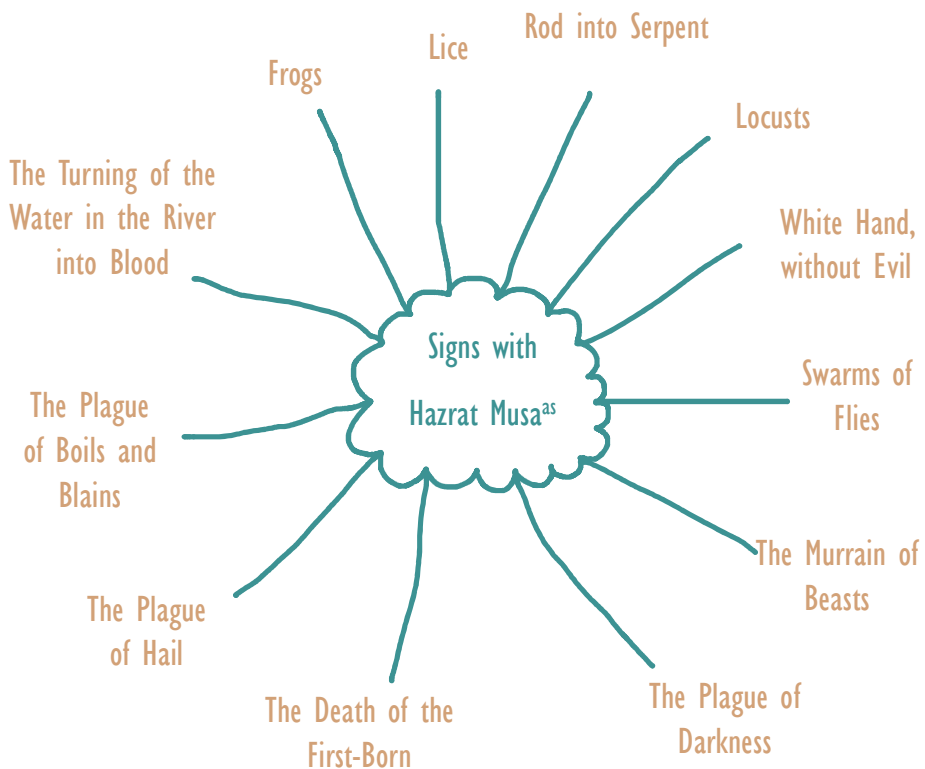 Signs with
Hazrat Musaᵃˢ
Rod into Serpent
Locusts
White Hand,
without Evil
Swarms of
Flies
The Murrain of
Beasts
The Plague of
Darkness
The Death of the
First-Born
The Plague
of Hail
The Plague
of Boils and
Blains
The Turning of the
Water in the River
into Blood
Frogs
Lice